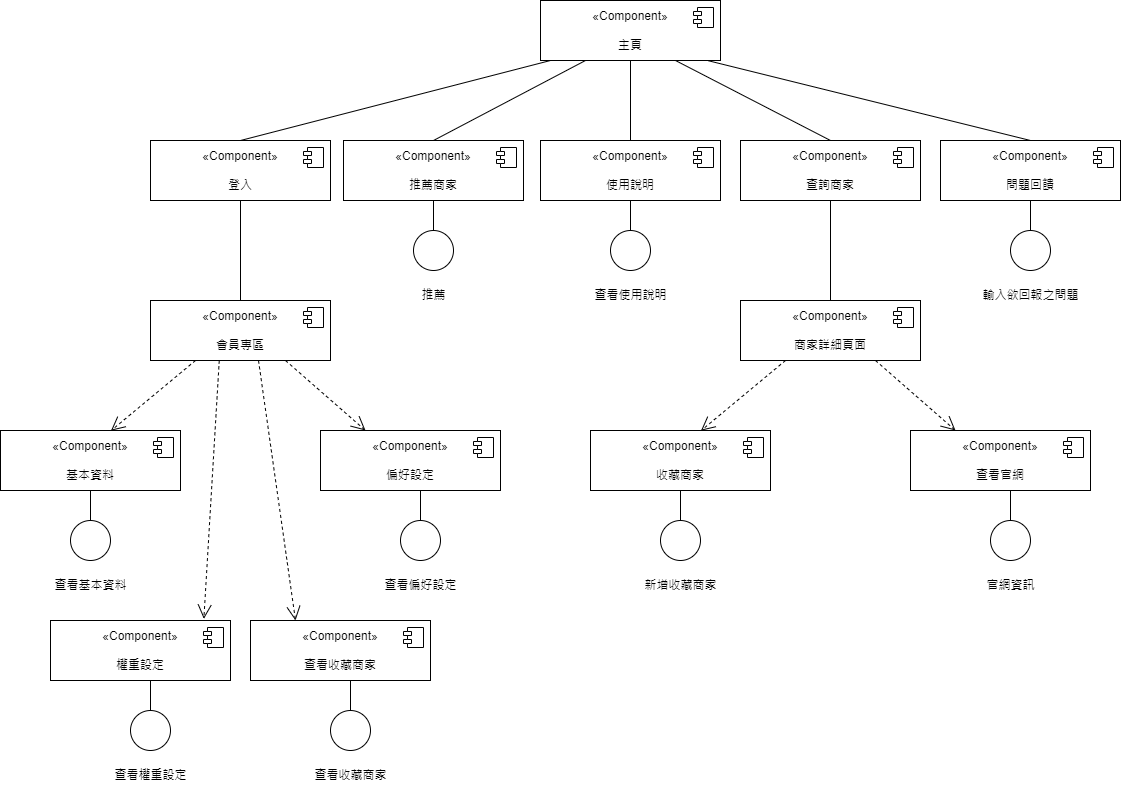 «Component»
主頁
«Component»
登入
«Component»
推薦商家
«Component»
使用說明
«Component»
查詢商家
«Component»
問題回饋
推薦
查看使用說明
輸入欲回報之問題
«Component»
會員專區
«Component»
商家詳細頁面
«Component»
基本資料
«Component»
偏好設定
«Component»
收藏商家
«Component»
查看官網
查看基本資料
查看偏好設定
新增收藏商家
官網資訊
«Component»
權重設定
«Component»
查看收藏商家
查看權重設定
查看收藏商家